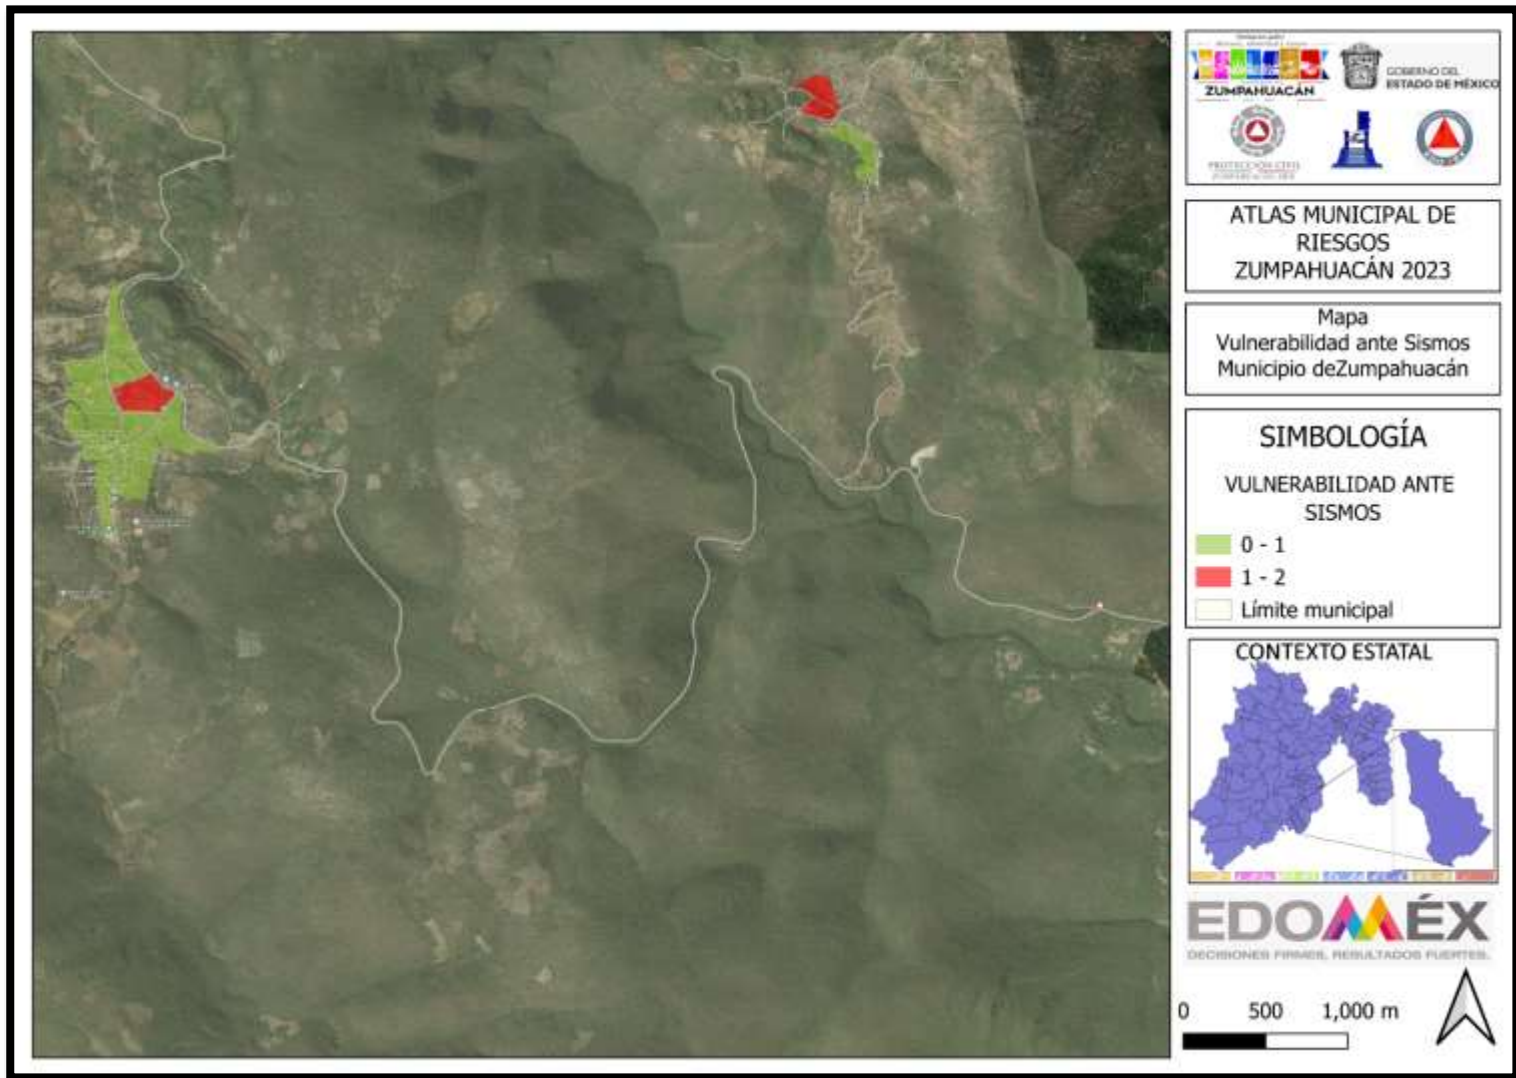 ZUMPAHUACÁN
GOBIERNO DEL
ESTADO DE MÉXICO
PROTECCIÓN CIVIL
ATLAS MUNICIPAL DE
RIESGOS
ZUMPAHUACÁN 2023
Mapa
Vulnerabilidad ante Sismos
Municipio deZumpahuacán
SIMBOLOGÍA
VULNERABILIDAD ANTE
SISMOS
0 - 1
1 - 2
Límite municipal
CONTEXTO ESTATAL
EDOMÉX
DECISIONES FIRMES, RESULTADOS FUERTES.
0 500 1,000 m